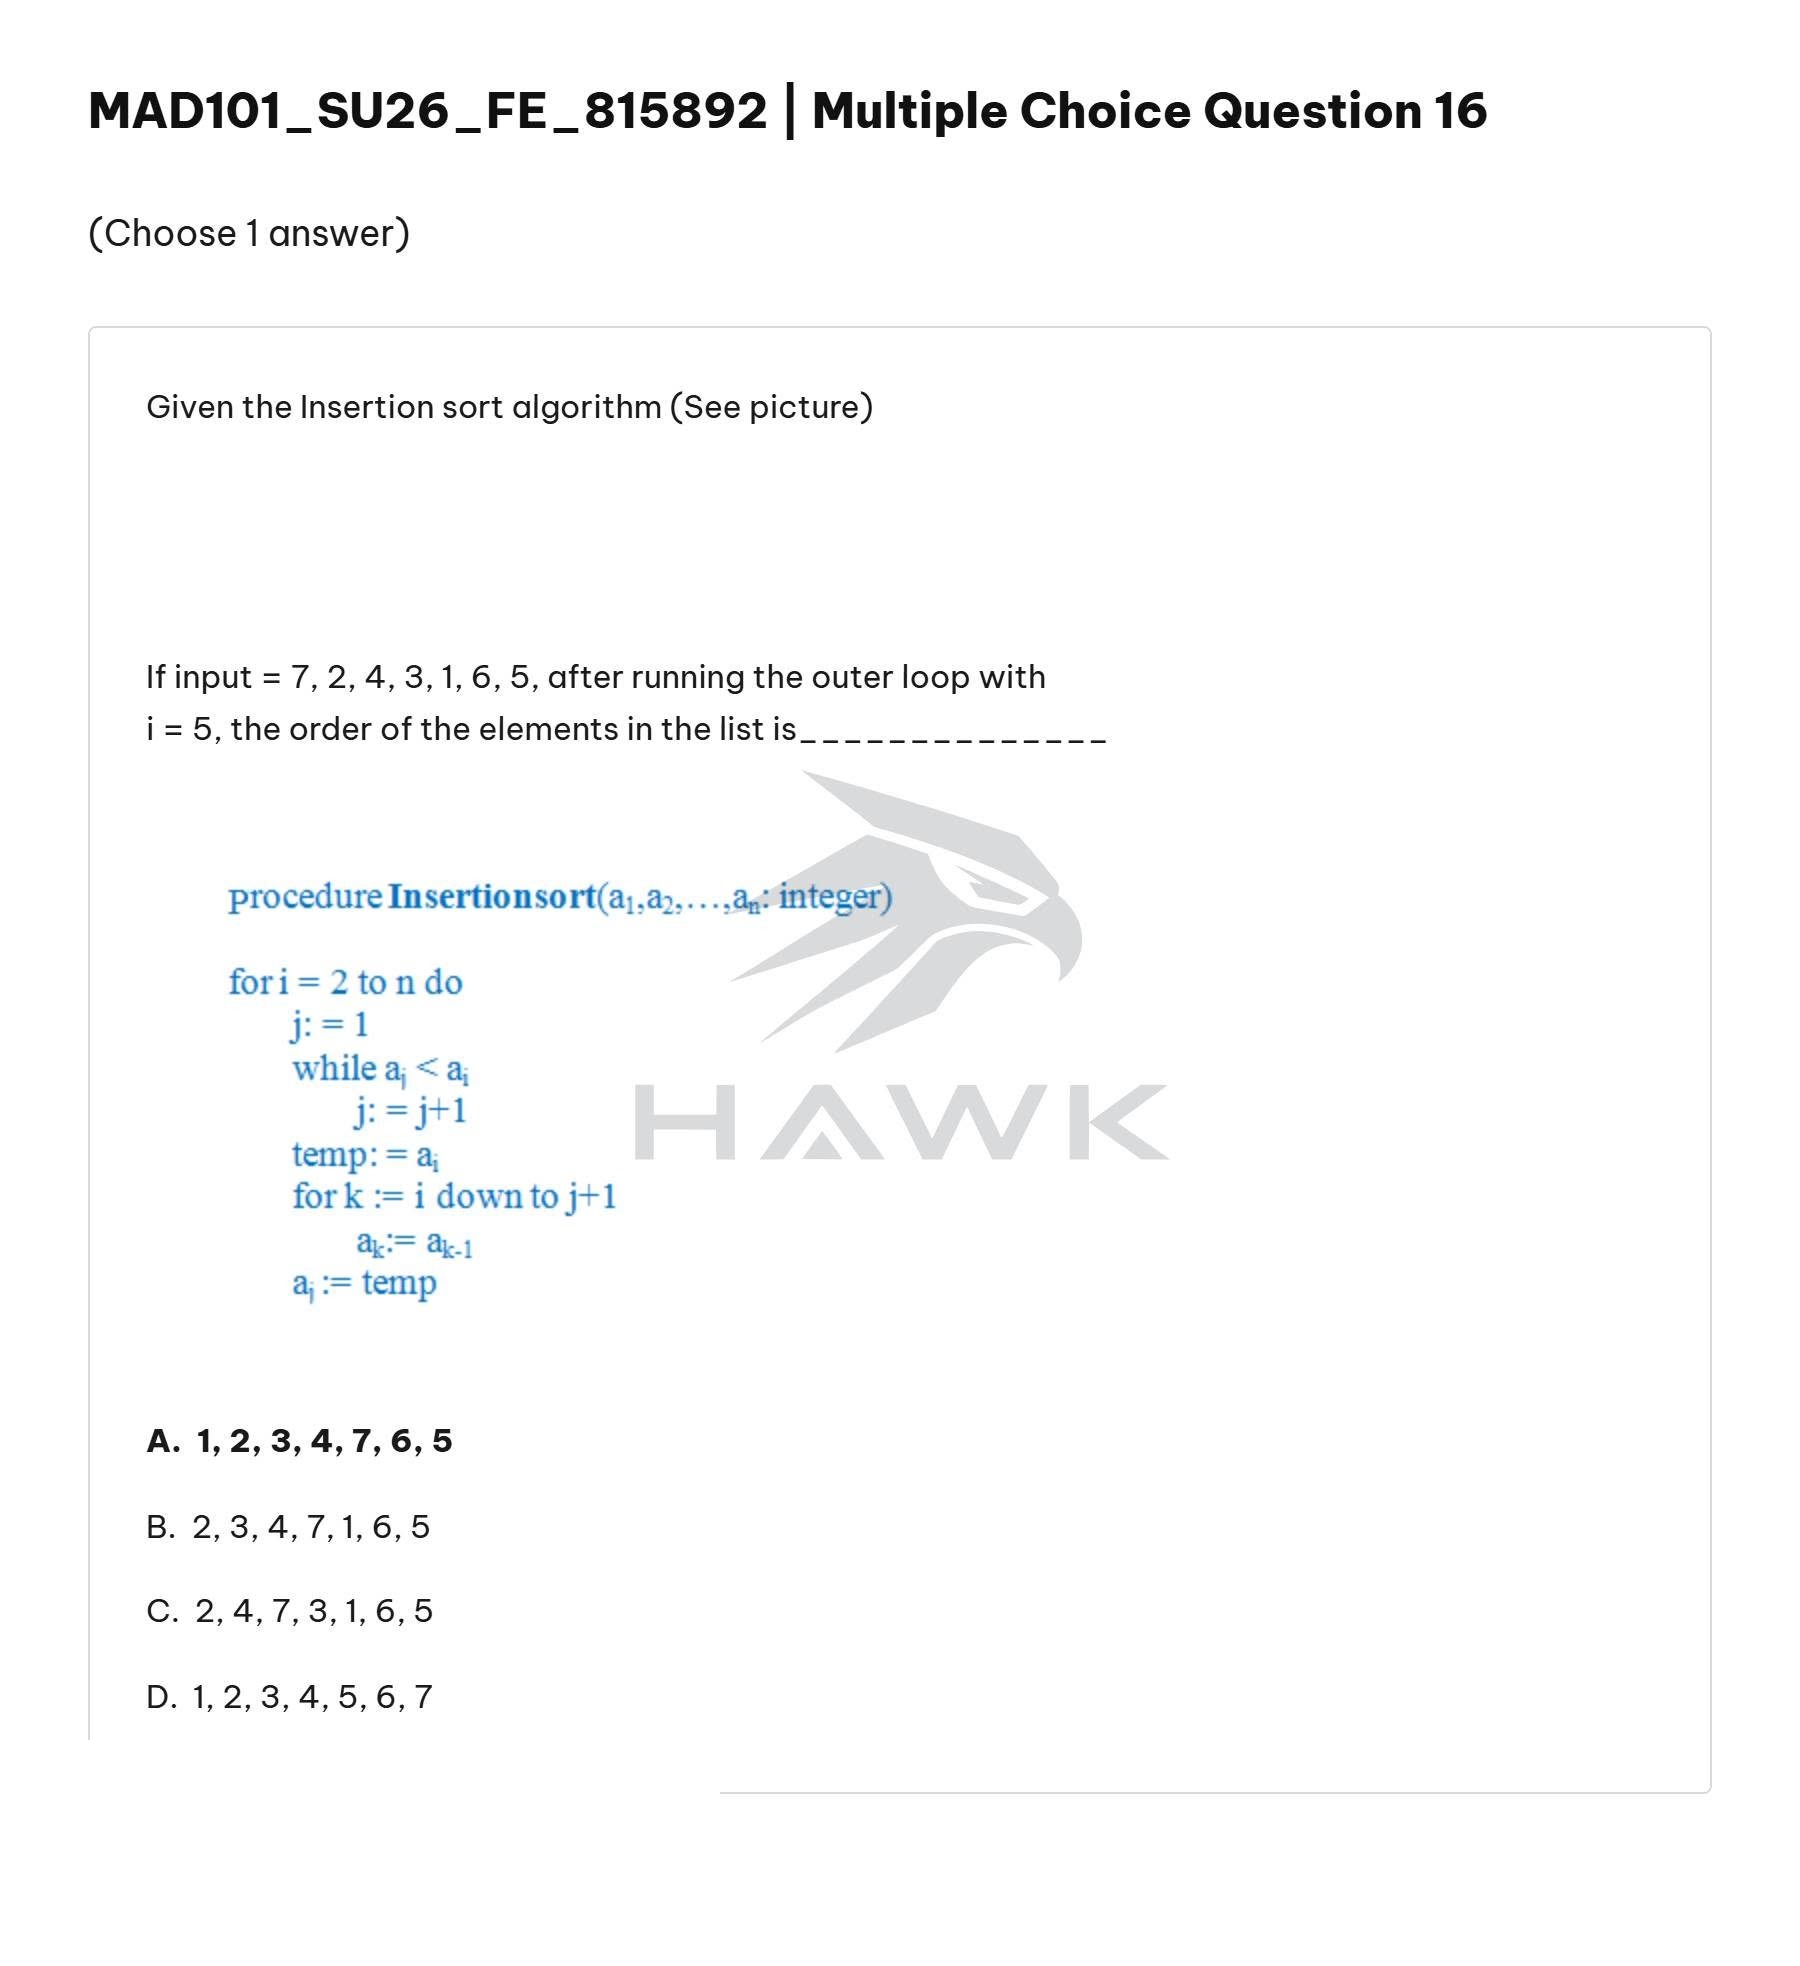 MAD101_SU26_FE_815892 | Multiple Choice Question 16
(Choose 1 answer)
Given the Insertion sort algorithm (See picture)
If input = 7, 2, 4, 3, 1, 6, 5, after running the outer loop with
i = 5, the order of the elements in the list is______________
procedure Insertionsort(a₁,a₂,…,aₙ: integer)
for i = 2 to n do
j: = 1
while aⱼ < aᵢ
j: = j+1
temp: = aᵢ
for k := i down to j+1
aₖ:= aₖ₋₁
aⱼ := temp
HAWK
A. 1, 2, 3, 4, 7, 6, 5
B. 2, 3, 4, 7, 1, 6, 5
C. 2, 4, 7, 3, 1, 6, 5
D. 1, 2, 3, 4, 5, 6, 7